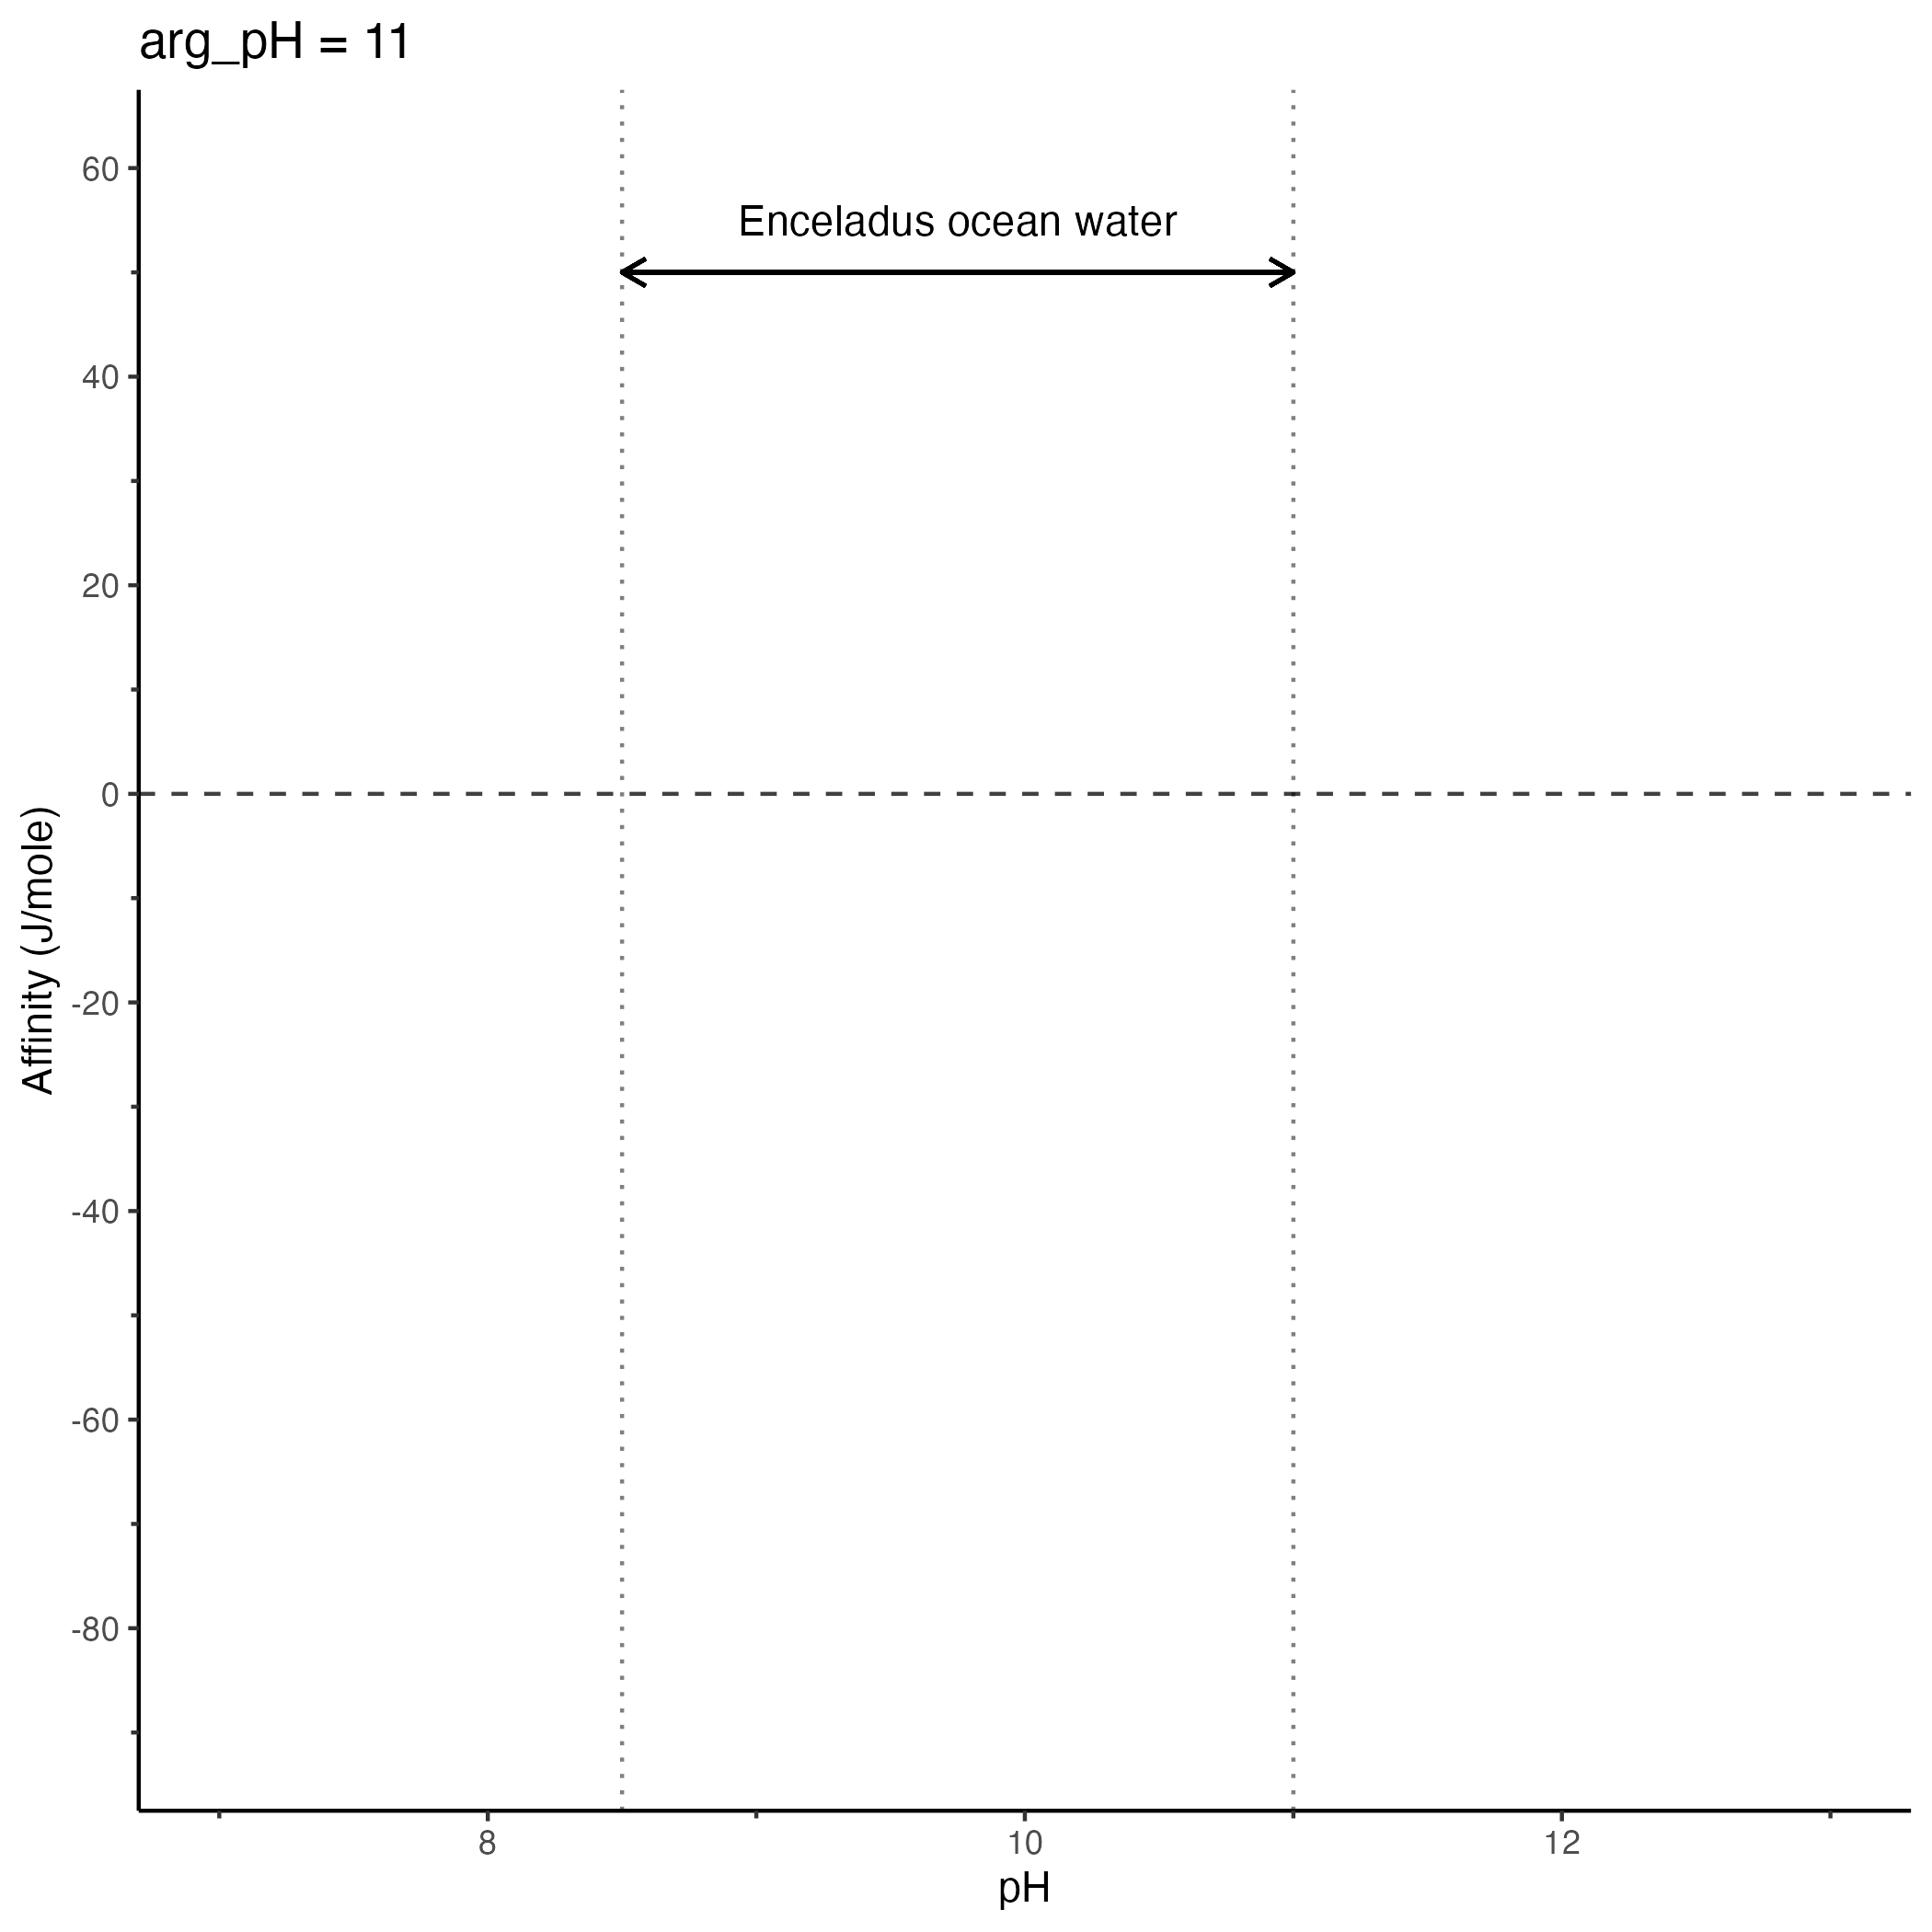 arg_pH = 11
Enceladus ocean water
60
40
20
0
-20
-40
-60
-80
Affinity (J/mole)
8
10
12
pH